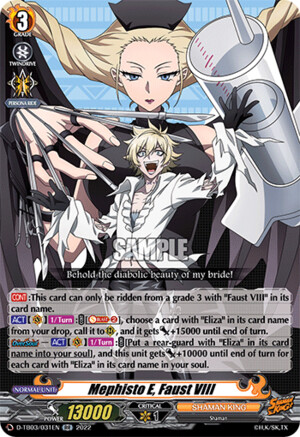 3
GRADE
TWINDRIVE
PERSONA RIDE
SAMPLE
Behold the diabolic beauty of my bride!
CONT :This card can only be ridden from a grade 3 with "Faust VIII" in its
card name.
ACT 1/Turn :, choose a card with "Eliza" in its card name
from your drop, call it to , and it gets +15000 until end of turn.
ACT 1/Turn :[Put a rear-guard with "Eliza" in its card
name into your soul], and this unit gets +10000 until end of turn for
each card with "Eliza" in its card name in your soul.
NORMAL UNIT
Mephisto E, Faust VIII
POWER 13000
CRITICAL 1
SHAMAN KING
Shaman
D-TB03/031EN RR 2022
©H.K/SK,TX